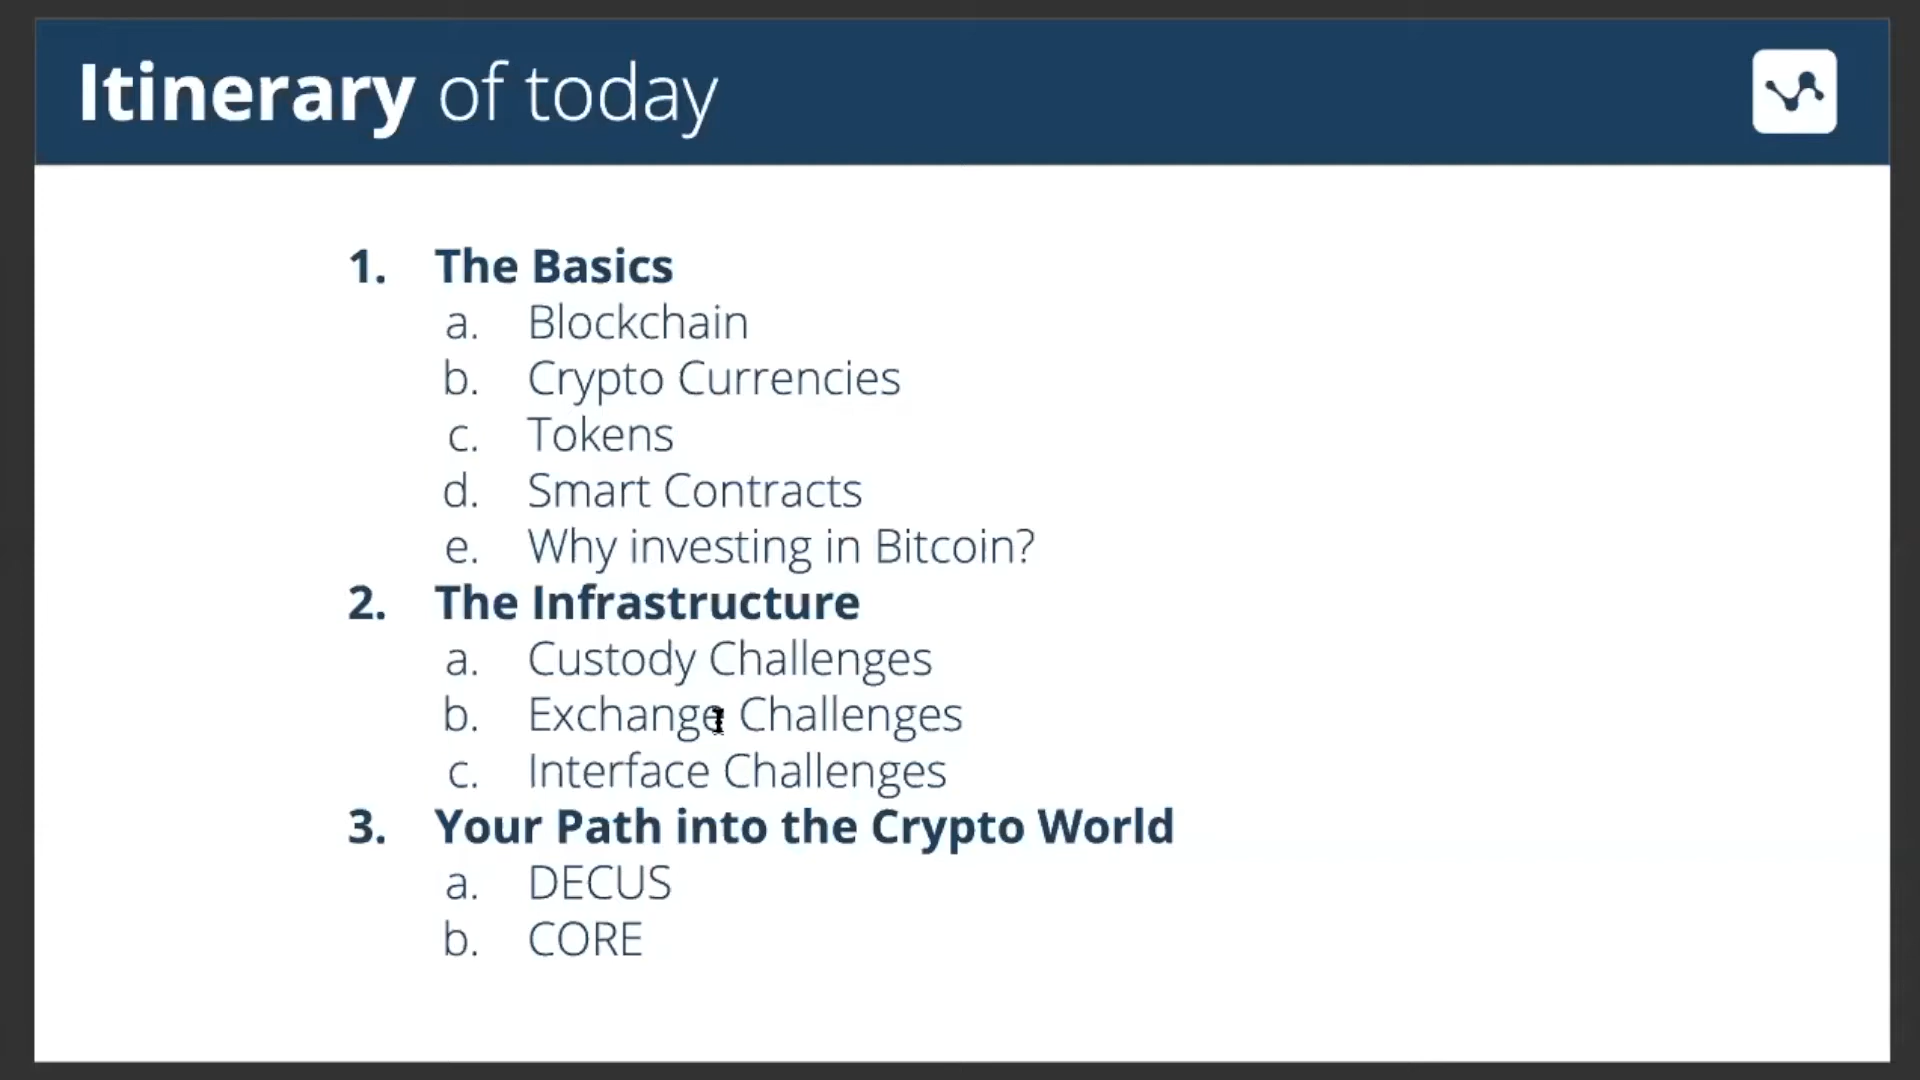 Itinerary of today
1. The Basics
a. Blockchain
b. Crypto Currencies
c. Tokens
d. Smart Contracts
e. Why investing in Bitcoin?
2. The Infrastructure
a. Custody Challenges
b. Exchange Challenges
c. Interface Challenges
3. Your Path into the Crypto World
a. DECUS
b. CORE